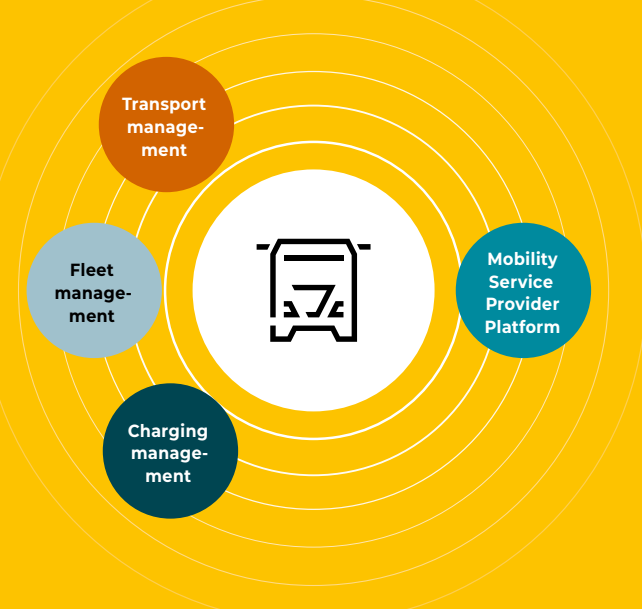 Transport
manage-
ment
Fleet
manage-
ment
Mobility
Service
Provider
Platform
Charging
manage-
ment